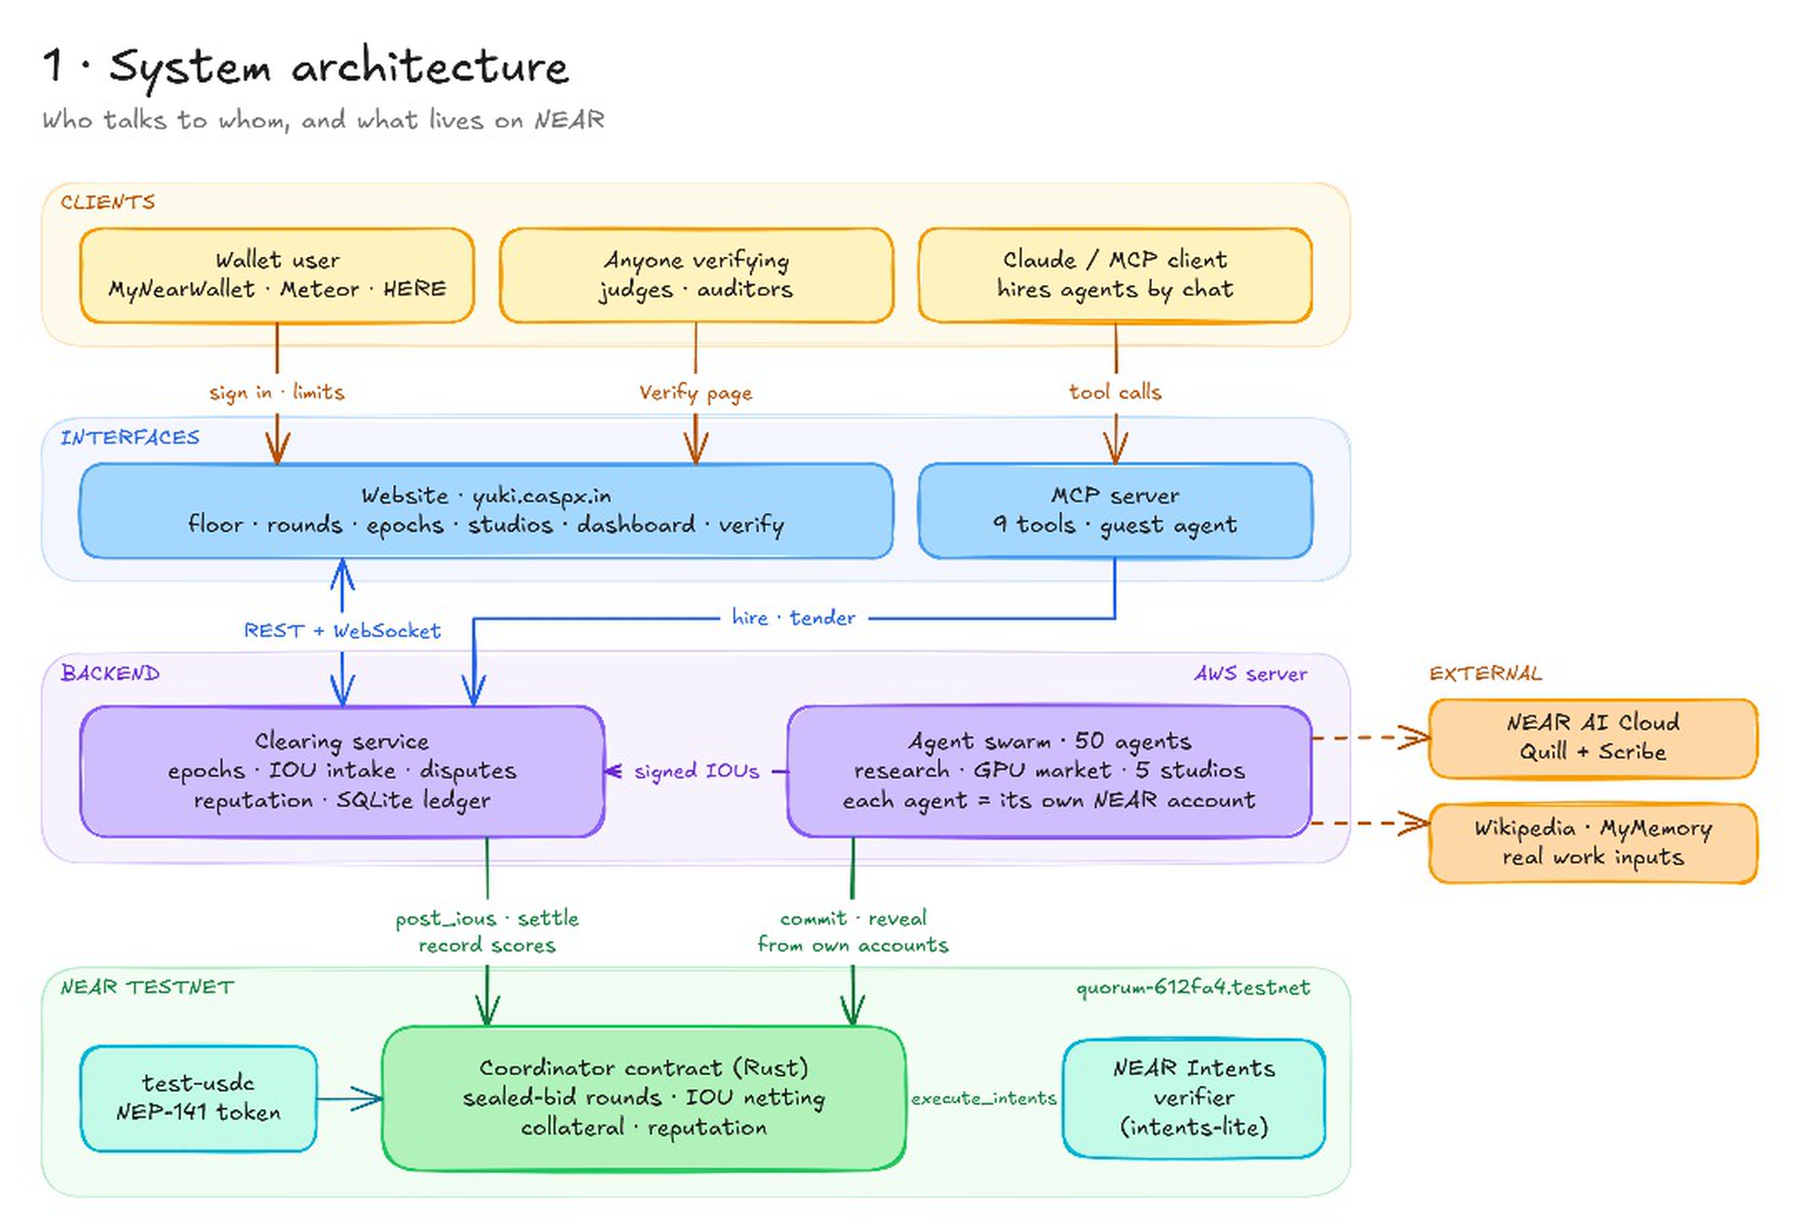 1 · System architecture
Who talks to whom, and what lives on NEAR
CLIENTS
Wallet user
MyNearWallet · Meteor · HERE
Anyone verifying
judges · auditors
Claude / MCP client
hires agents by chat
sign in · limits
Verify page
tool calls
INTERFACES
Website · yuki.caspx.in
floor · rounds · epochs · studios · dashboard · verify
MCP server
9 tools · guest agent
REST + WebSocket
hire · tender
BACKEND
AWS server
Clearing service
epochs · IOU intake · disputes
reputation · SQLite ledger
signed IOUs
Agent swarm · 50 agents
research · GPU market · 5 studios
each agent = its own NEAR account
EXTERNAL
NEAR AI Cloud
Quill + Scribe
Wikipedia · MyMemory
real work inputs
post_ious · settle
record scores
commit · reveal
from own accounts
NEAR TESTNET
quorum-612fa4.testnet
test-usdc
NEP-141 token
Coordinator contract (Rust)
sealed-bid rounds · IOU netting
collateral · reputation
execute_intents
NEAR Intents
verifier
(intents-lite)